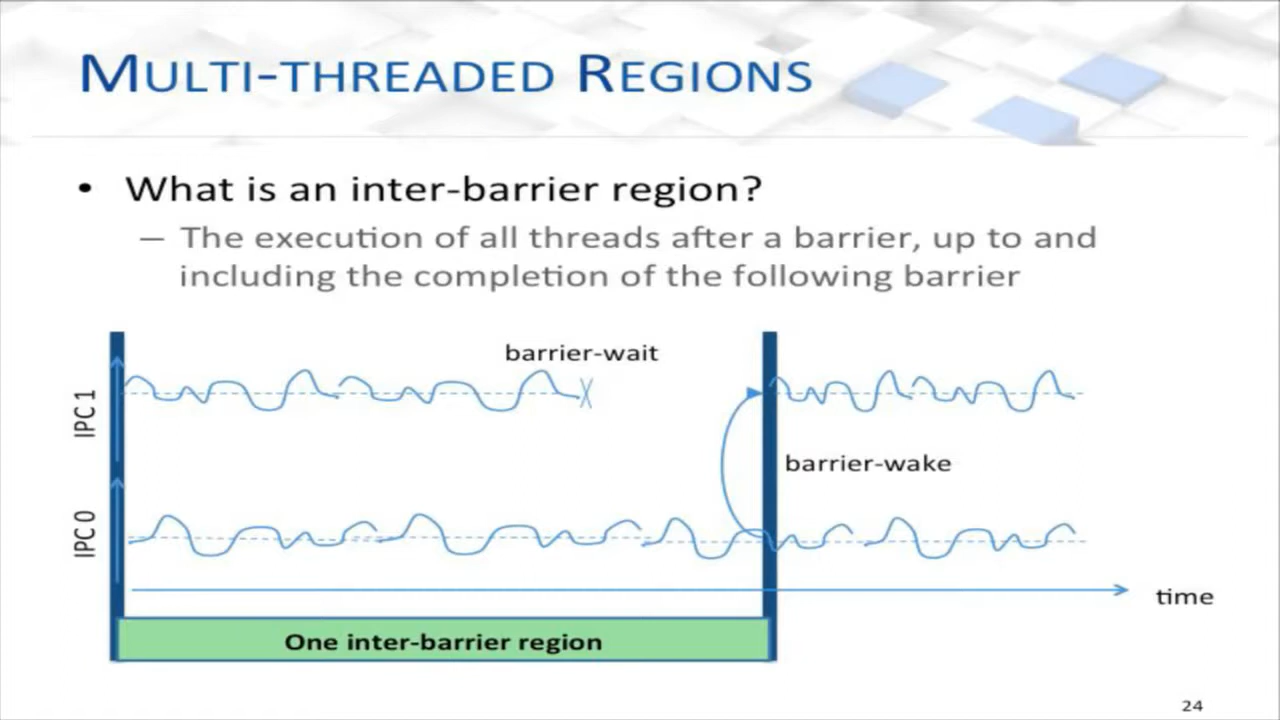 MULTI-THREADED REGIONS
• What is an inter-barrier region?
– The execution of all threads after a barrier, up to and
including the completion of the following barrier
barrier-wait
IPC 1
barrier-wake
IPC 0
time
One inter-barrier region
24